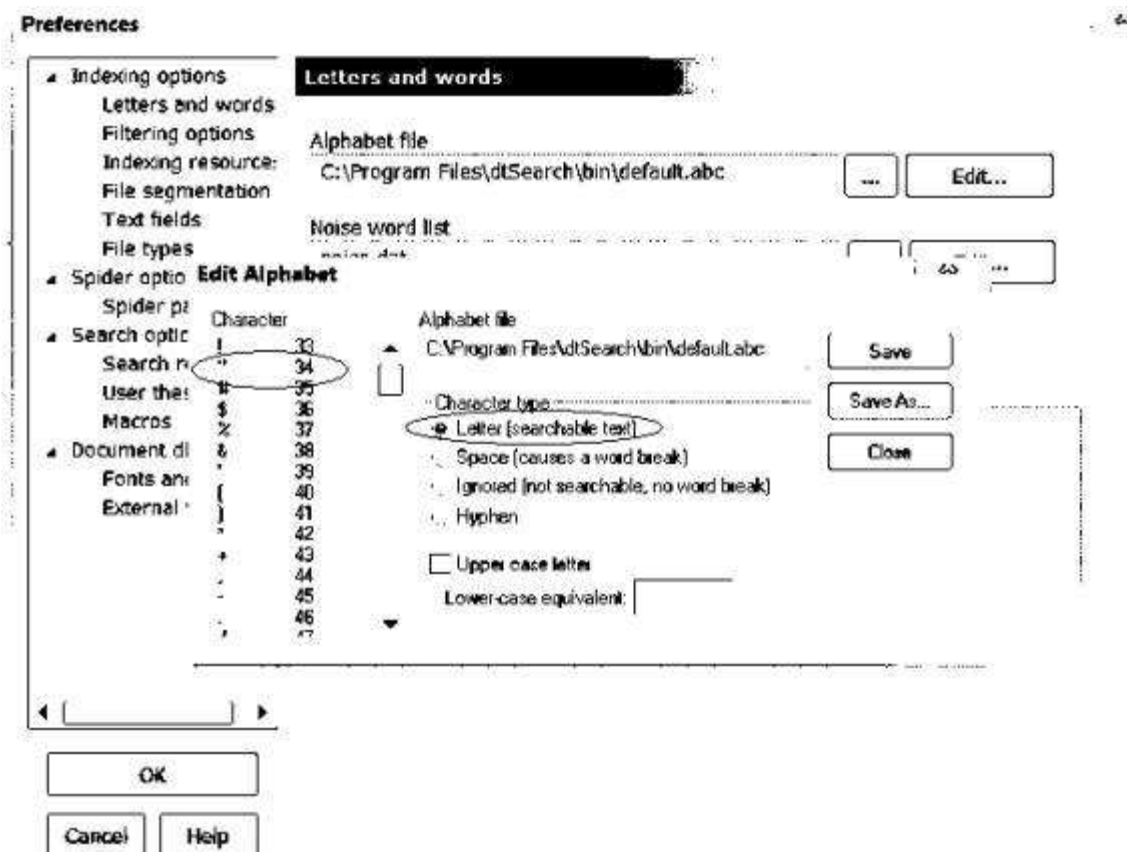 Preferences
Indexing options
Letters and words
Filtering options
Indexing resource:
File segmentation
Text fields
File types
Spider optio
Spider pa
Search optic
Search n
User thes
Macros
Document di
Fonts and
External
Letters and words
Alphabet file
C:\Program Files\dtSearch\bin\default.abc
... Edit...
Noise word list
noise.dat
Edit Alphabet
Character
! 33
" 34
# 35
$ 36
% 37
& 38
' 39
( 40
) 41
* 42
+ 43
, 44
- 45
. 46
/ 47
Alphabet file
C:\Program Files\dtSearch\bin\default.abc
Character type
Letter (searchable text)
Space (causes a word break)
Ignored (not searchable, no word break)
Hyphen
Upper case letter
Lower-case equivalent:
Save
Save As...
Close
OK
Cancel Help